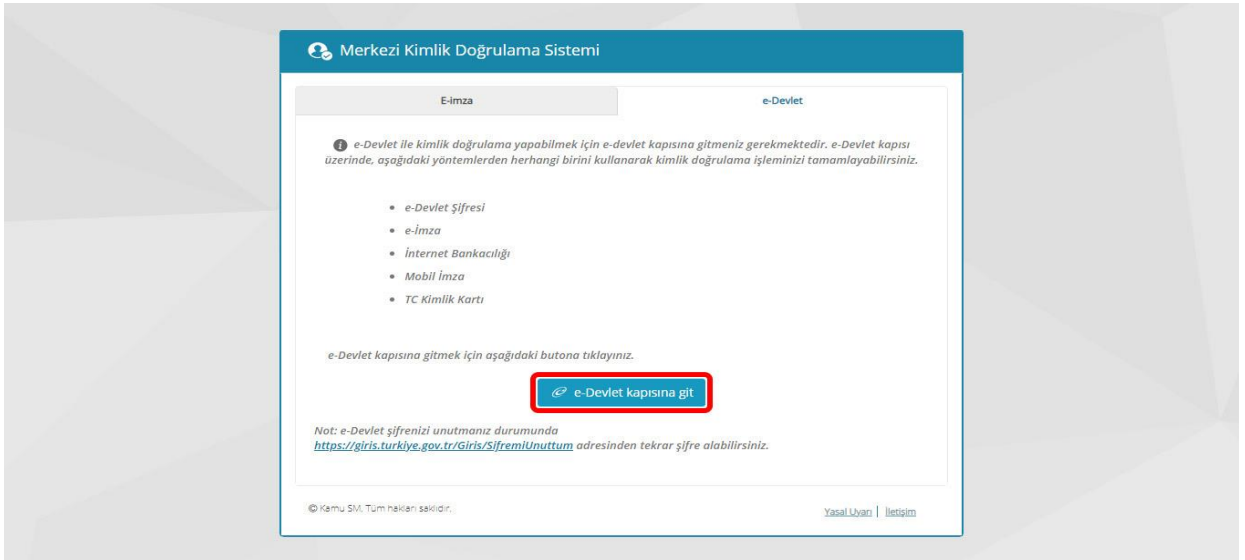 Merkezi Kimlik Doğrulama Sistemi
E-imza
e-Devlet
e-Devlet ile kimlik doğrulama yapabilmek için e-devlet kapısına gitmeniz gerekmektedir. e-Devlet kapısı
üzerinde, aşağıdaki yöntemlerden herhangi birini kullanarak kimlik doğrulama işleminizi tamamlayabilirsiniz.
• e-Devlet Şifresi
• e-İmza
• İnternet Bankacılığı
• Mobil İmza
• TC Kimlik Kartı
e-Devlet kapısına gitmek için aşağıdaki butona tıklayınız.
e-Devlet kapısına git
Not: e-Devlet şifrenizi unutmanız durumunda
https://giris.turkiye.gov.tr/Giris/SifremiUnuttum adresinden tekrar şifre alabilirsiniz.
© Kamu SM. Tüm hakları saklıdır.
Yasal Uyarı | İletişim